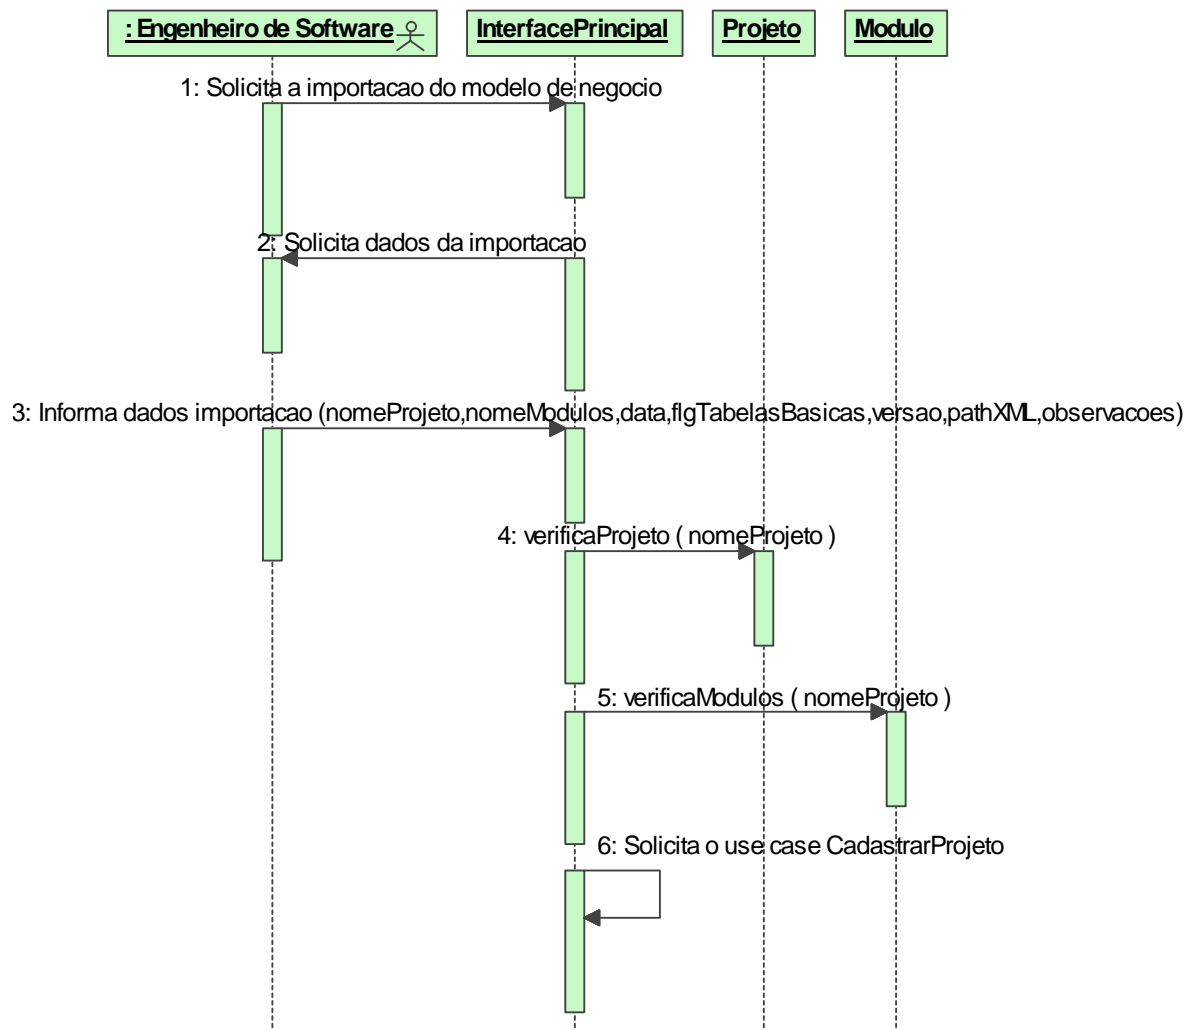 : Engenheiro de Software
InterfacePrincipal
Projeto
Modulo
1: Solicita a importacao do modelo de negocio
2: Solicita dados da importacao
3: Informa dados importacao (nomeProjeto,nomeModulos,data,flgTabelasBasicas,versao,pathXML,observacoes)
4: verificaProjeto ( nomeProjeto )
5: verificaModulos ( nomeProjeto )
6: Solicita o use case CadastrarProjeto